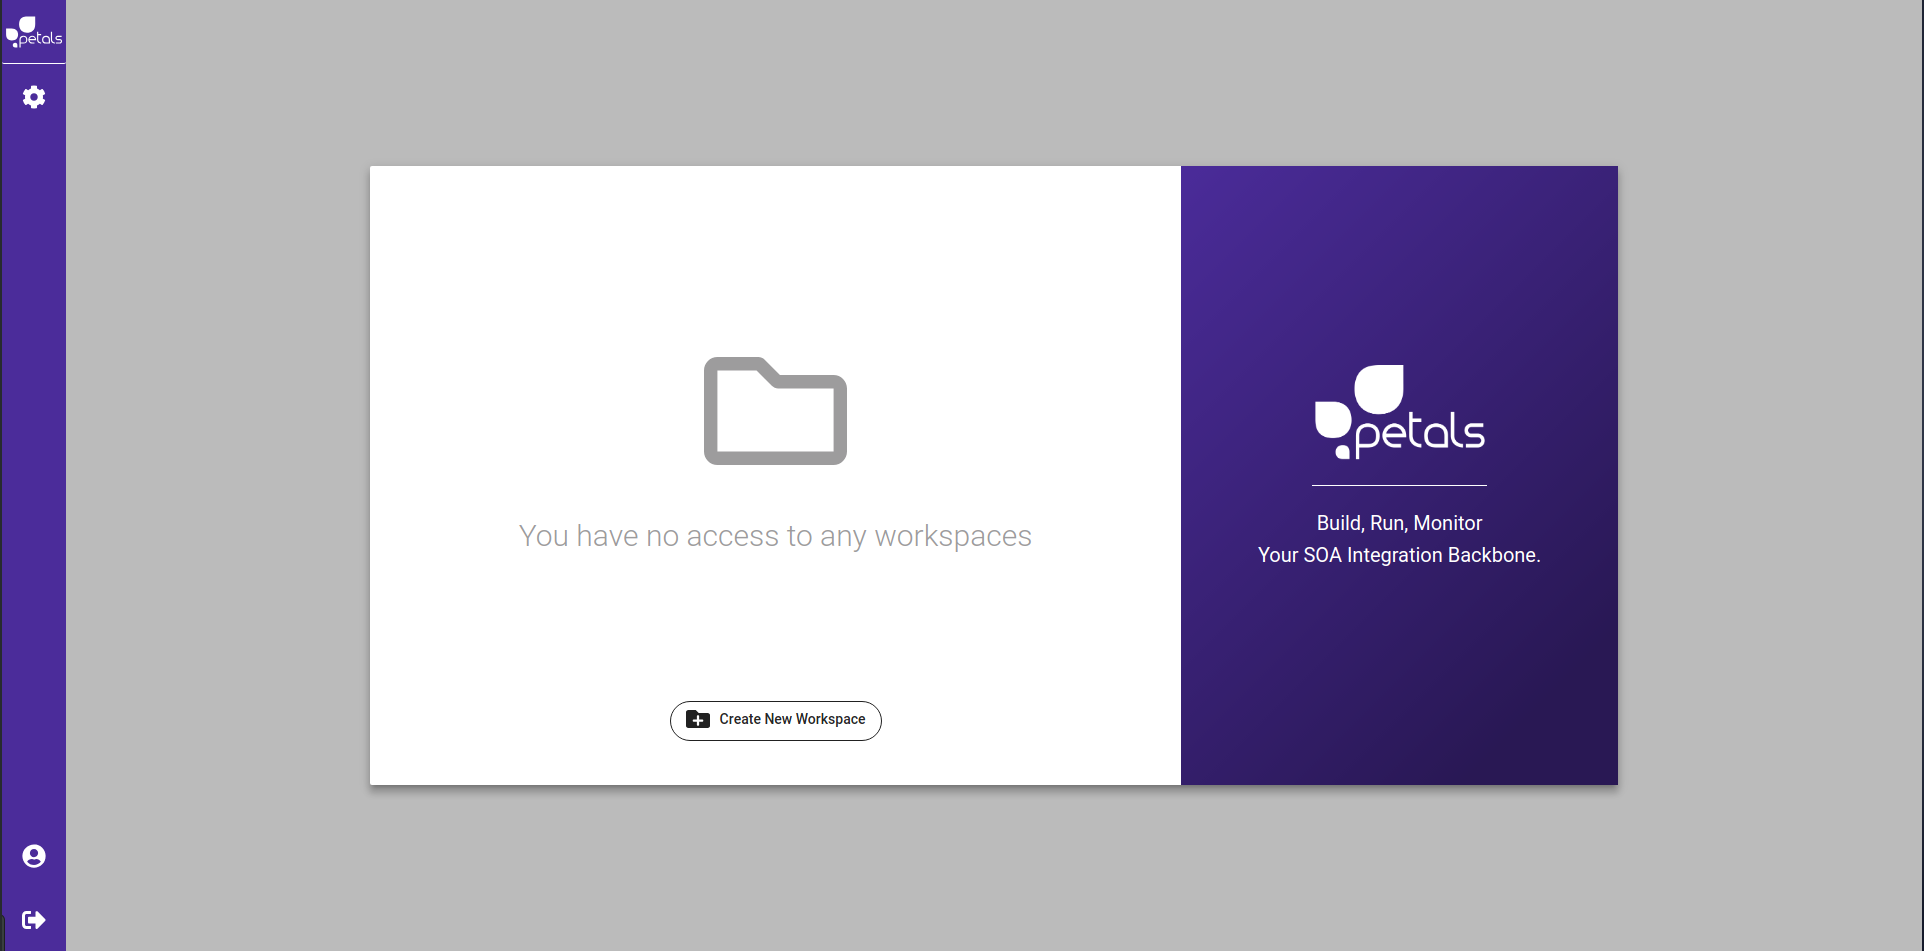 petals
You have no access to any workspaces
Create New Workspace
petals
Build, Run, Monitor
Your SOA Integration Backbone.